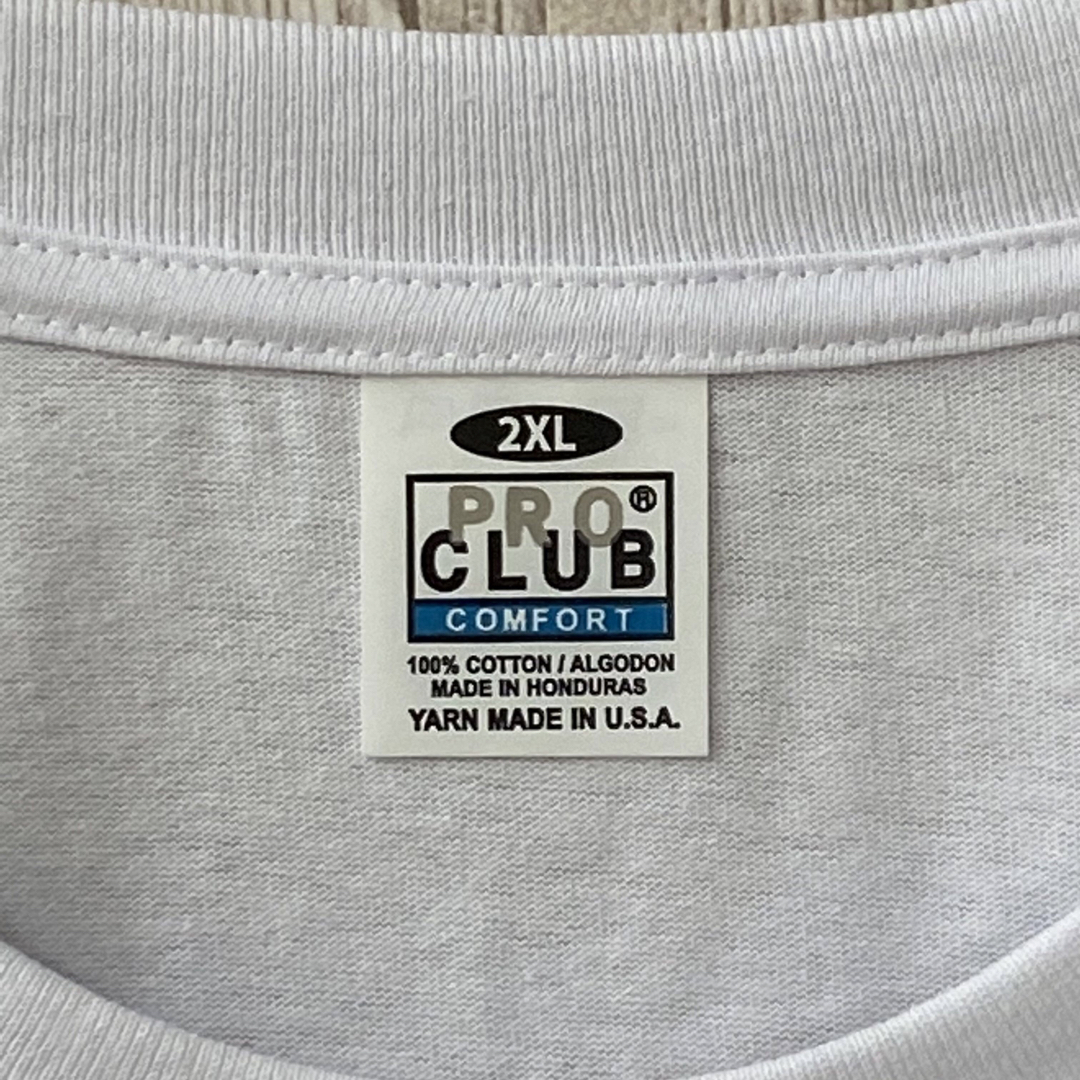 2XL
PRO®
CLUB
COMFORT
100% COTTON / ALGODON
MADE IN HONDURAS
YARN MADE IN U.S.A.